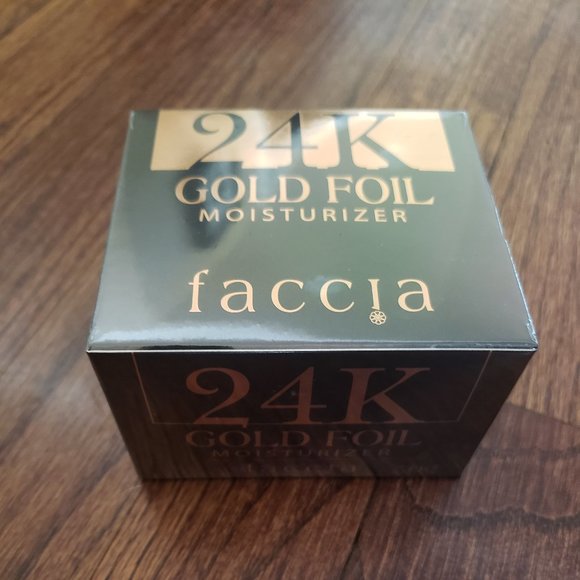 24K
GOLD FOIL
MOISTURIZER
faccia
24K
GOLD FOIL
MOISTURIZER